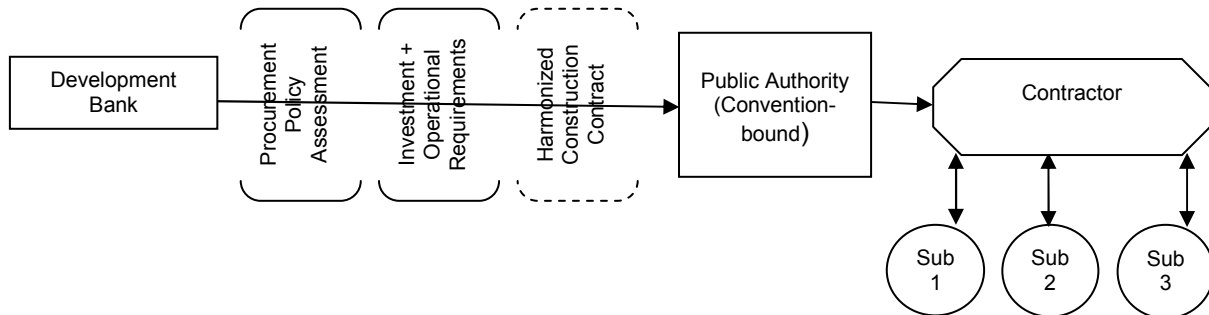 Development
Bank
Procurement
Policy
Assessment
Investment +
Operational
Requirements
Harmonized
Construction
Contract
Public Authority
(Convention-
bound)
Contractor
Sub
1
Sub
2
Sub
3